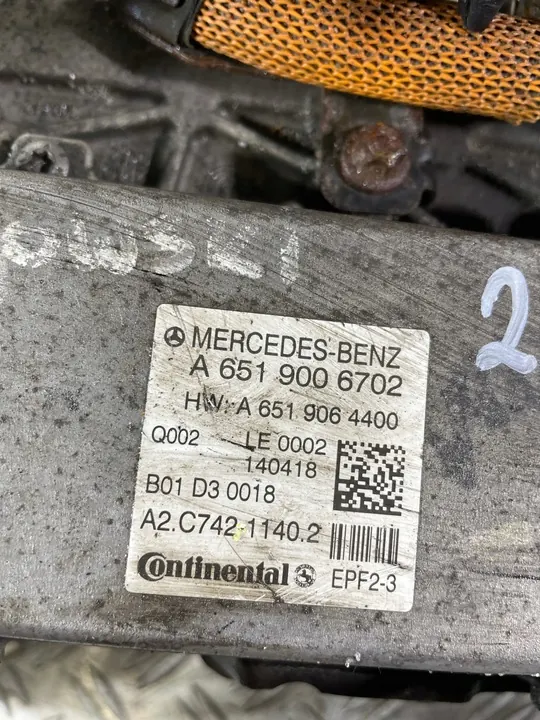 OWSKI
2
MERCEDES-BENZ
A 651 900 6702
HW: A 651 906 4400
Q002 LE 0002
140418
B01 D3 0018
A2.C742 1140.2
Continental EPF2-3